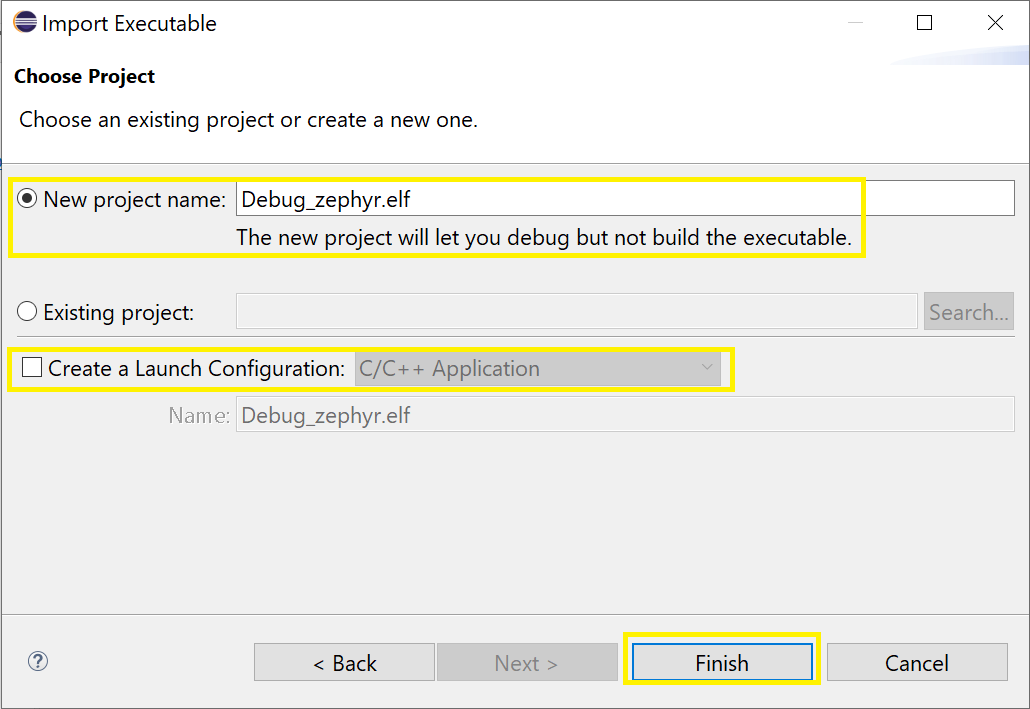 Import Executable
Choose Project
Choose an existing project or create a new one.
New project name: Debug_zephyr.elf
The new project will let you debug but not build the executable.
Existing project: Search...
Create a Launch Configuration: C/C++ Application
Name: Debug_zephyr.elf
? < Back Next > Finish Cancel